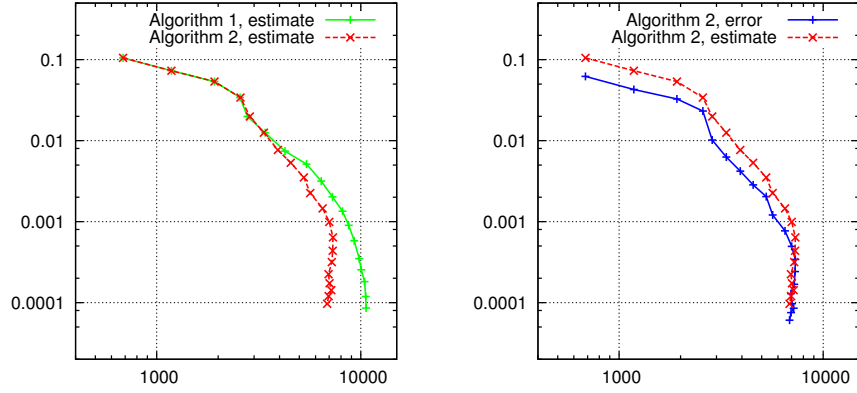 Algorithm 1, estimate
Algorithm 2, estimate
0.1
0.01
0.001
0.0001
1000 10000
Algorithm 2, error
Algorithm 2, estimate
0.1
0.01
0.001
0.0001
1000 10000